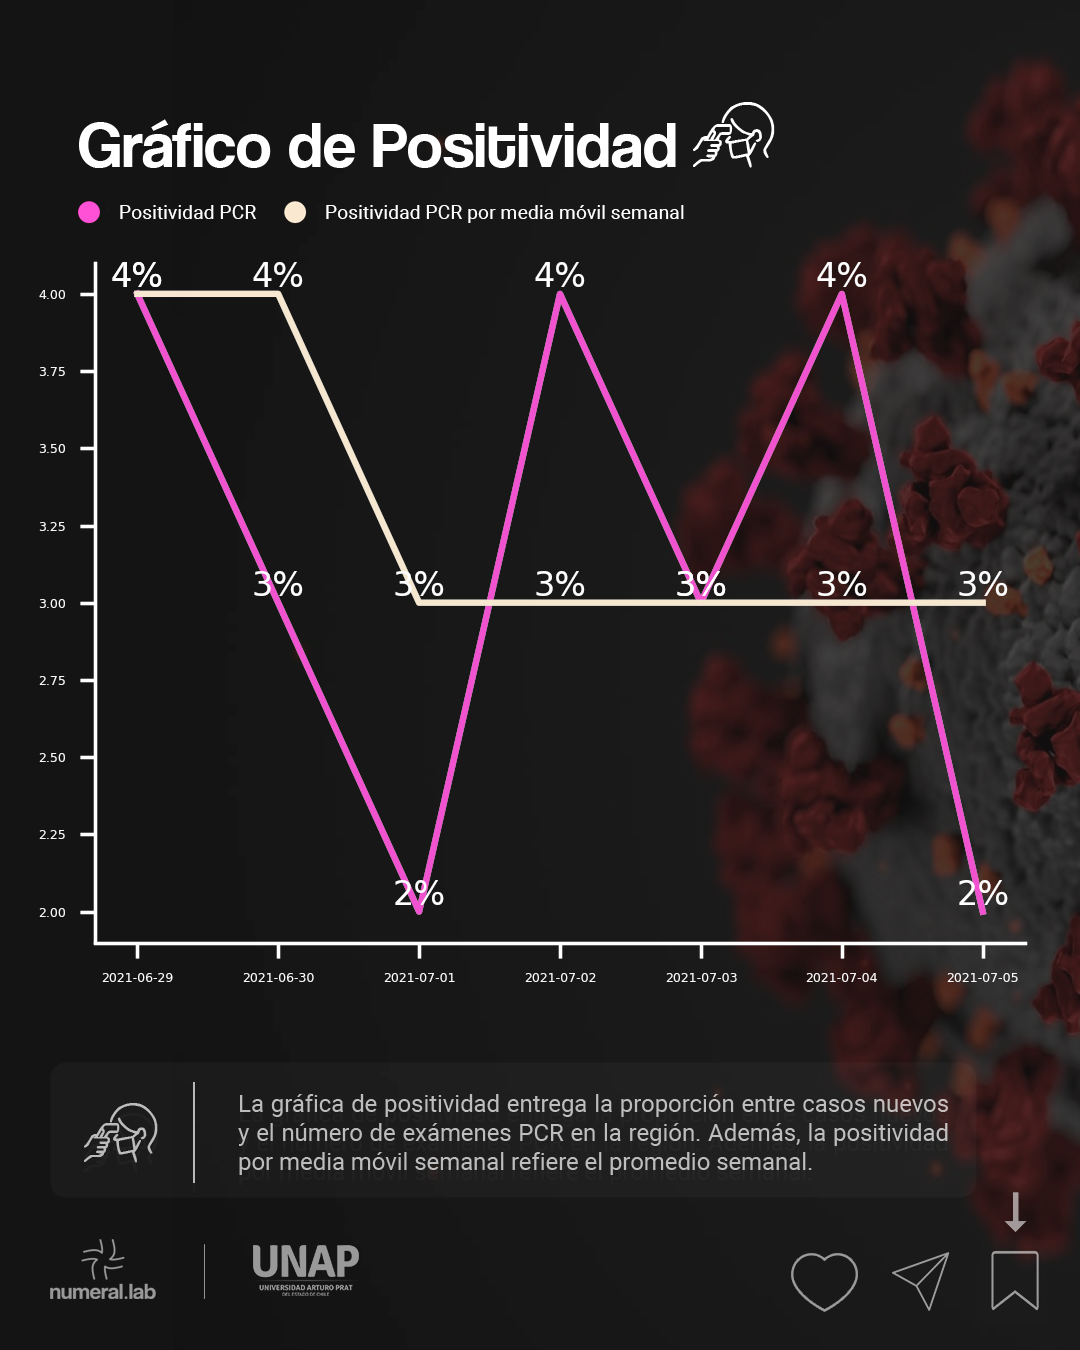 Gráfico de Positividad
Positividad PCR
Positividad PCR por media móvil semanal
4% 4% 4% 4%
4.00
3.75
3.50
3.25
3% 3% 3% 3% 3% 3%
3.00
2.75
2.50
2.25
2% 2%
2.00
2021-06-29 2021-06-30 2021-07-01 2021-07-02 2021-07-03 2021-07-04 2021-07-05
La gráfica de positividad entrega la proporción entre casos nuevos
y el número de exámenes PCR en la región. Además, la positividad
por media móvil semanal refiere el promedio semanal.
numeral.lab
UNAP
UNIVERSIDAD ARTURO PRAT
DEL ESTADO DE CHILE